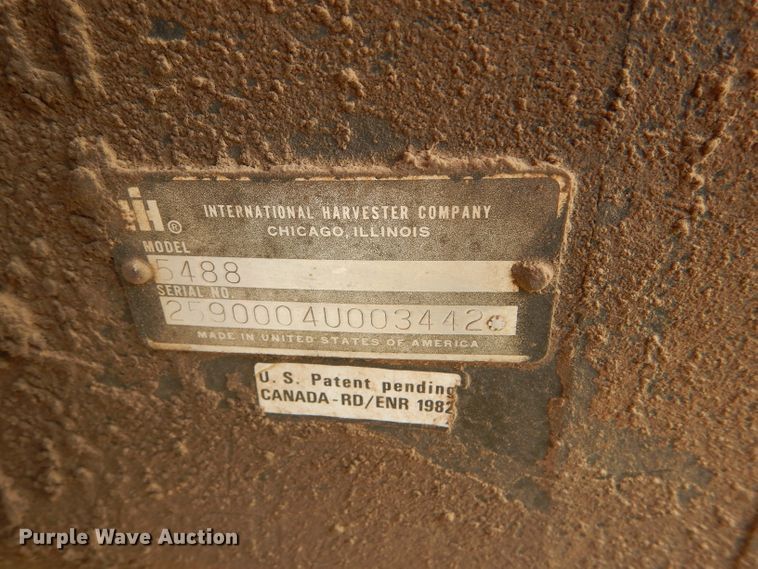 IH®
INTERNATIONAL HARVESTER COMPANY
CHICAGO, ILLINOIS
MODEL
5488
SERIAL NO.
2590004U003442
MADE IN UNITED STATES OF AMERICA
U. S. Patent pending
CANADA-RD/ENR 1982
Purple Wave Auction